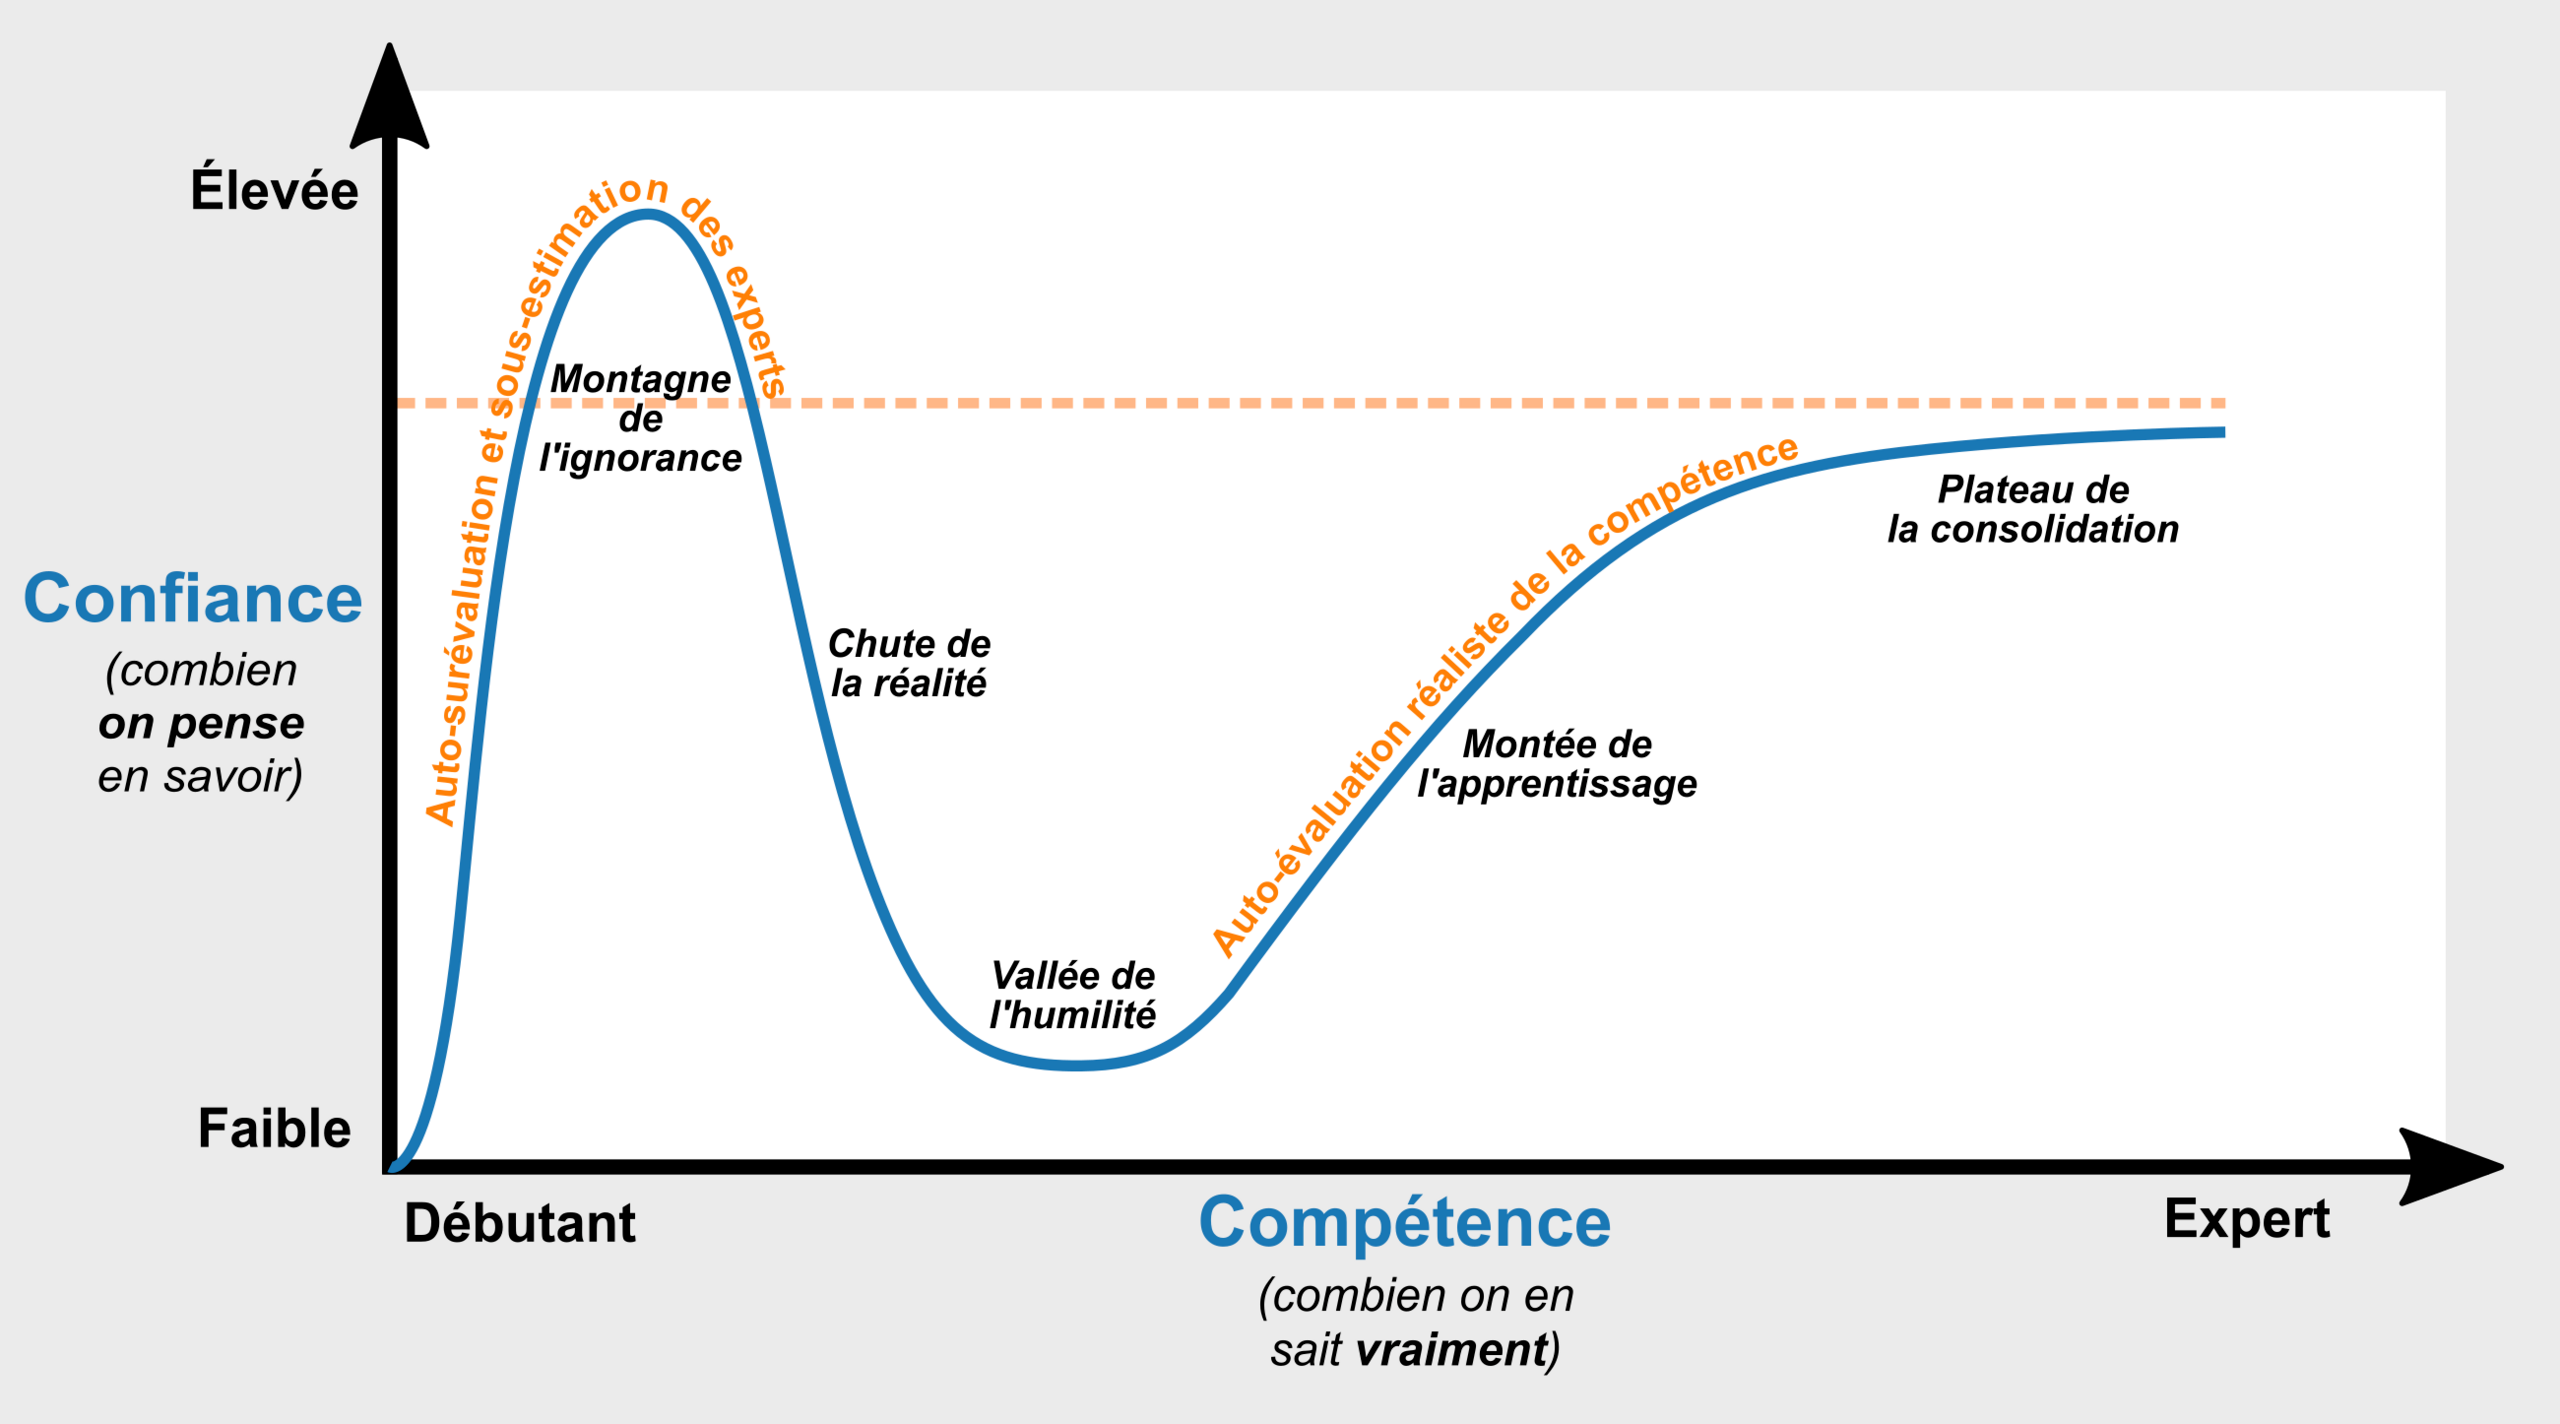 Élevée
Auto-surévaluation et sous-estimation des experts
Montagne
de
l'ignorance
Auto-évaluation réaliste de la compétence
Plateau de
la consolidation
Confiance
(combien
on pense
en savoir)
Chute de
la réalité
Montée de
l'apprentissage
Vallée de
l'humilité
Faible
Débutant
Compétence
Expert
(combien on en
sait vraiment)